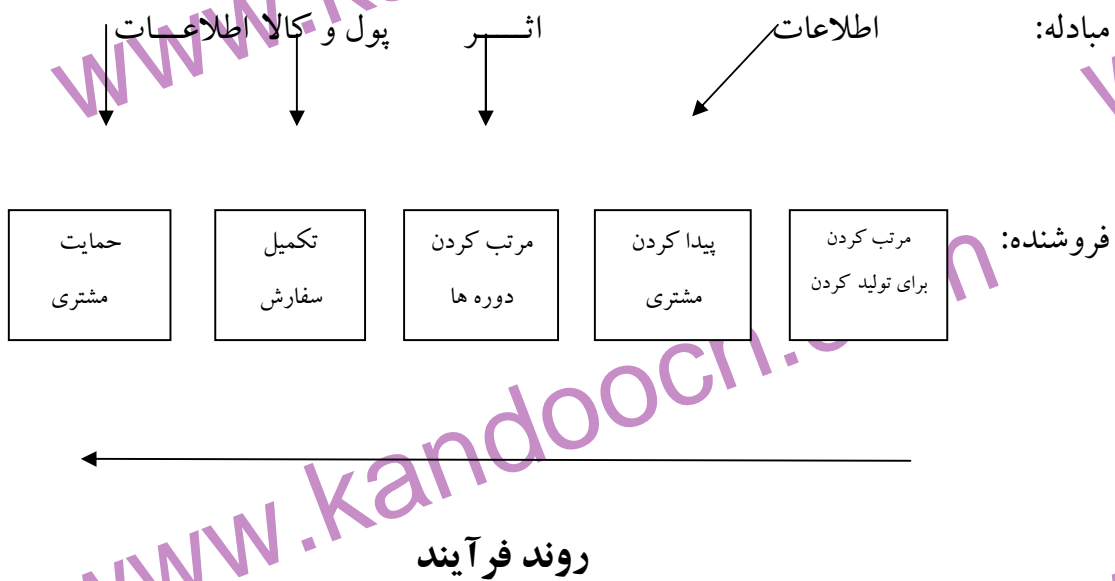 مبادله: اطلاعات اثـــــر پول و کالا اطلاعـــات
فروشنده:
مرتب کردن
برای تولید کردن
پیدا کردن
مشتری
مرتب کردن
دوره ها
تکمیل
سفارش
حمایت
مشتری
روند فرآیند
www.kandoocn.com